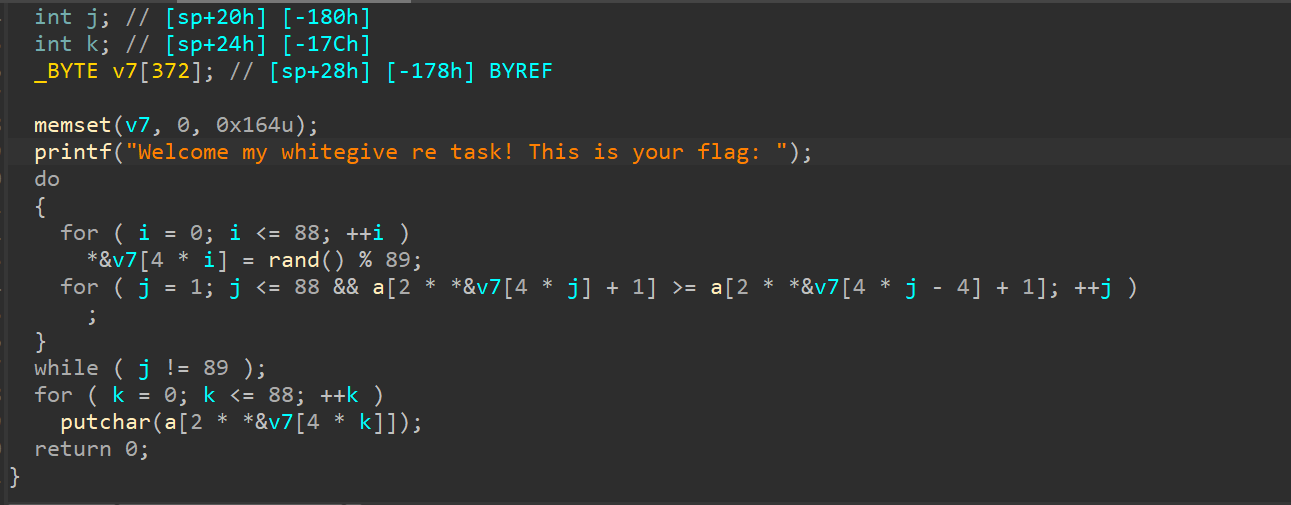 int j; // [sp+20h] [-180h]
int k; // [sp+24h] [-17Ch]
_BYTE v7[372]; // [sp+28h] [-178h] BYREF
memset(v7, 0, 0x164u);
printf("Welcome my whitegive re task! This is your flag: ");
do
{
for ( i = 0; i <= 88; ++i )
*&v7[4 * i] = rand() % 89;
for ( j = 1; j <= 88 && a[2 * *&v7[4 * j] + 1] >= a[2 * *&v7[4 * j - 4] + 1]; ++j )
;
}
while ( j != 89 );
for ( k = 0; k <= 88; ++k )
putchar(a[2 * *&v7[4 * k]]);
return 0;
}